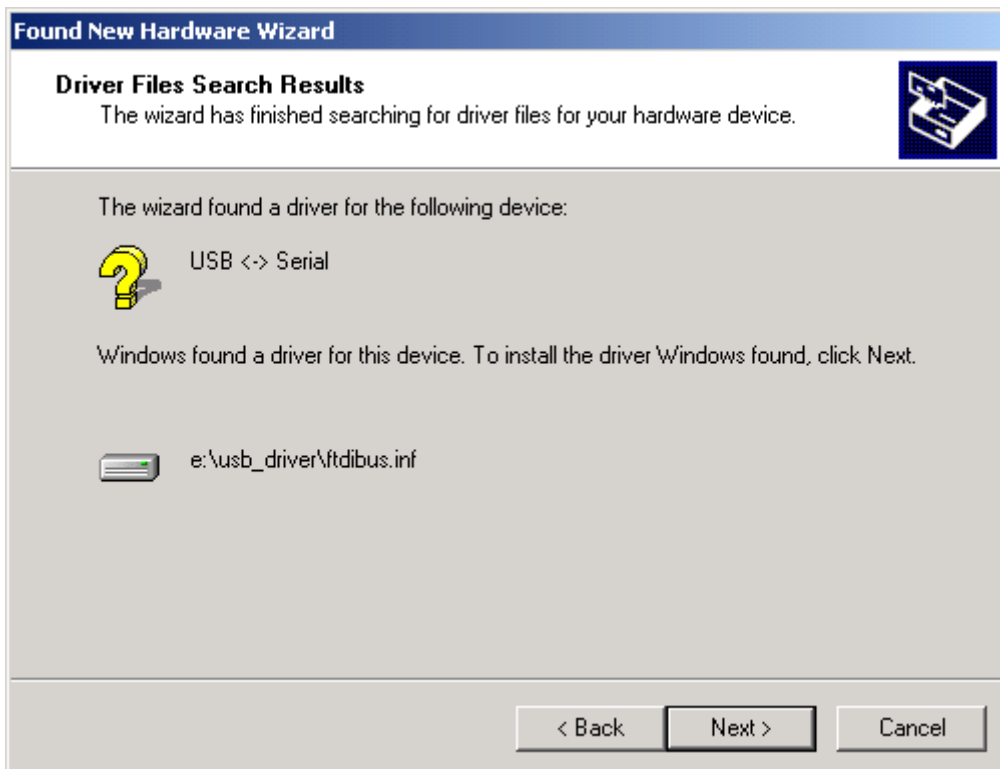 Found New Hardware Wizard
Driver Files Search Results
The wizard has finished searching for driver files for your hardware device.
The wizard found a driver for the following device:
USB <-> Serial
Windows found a driver for this device. To install the driver Windows found, click Next.
e:\usb_driver\ftdibus.inf
< Back
Next >
Cancel